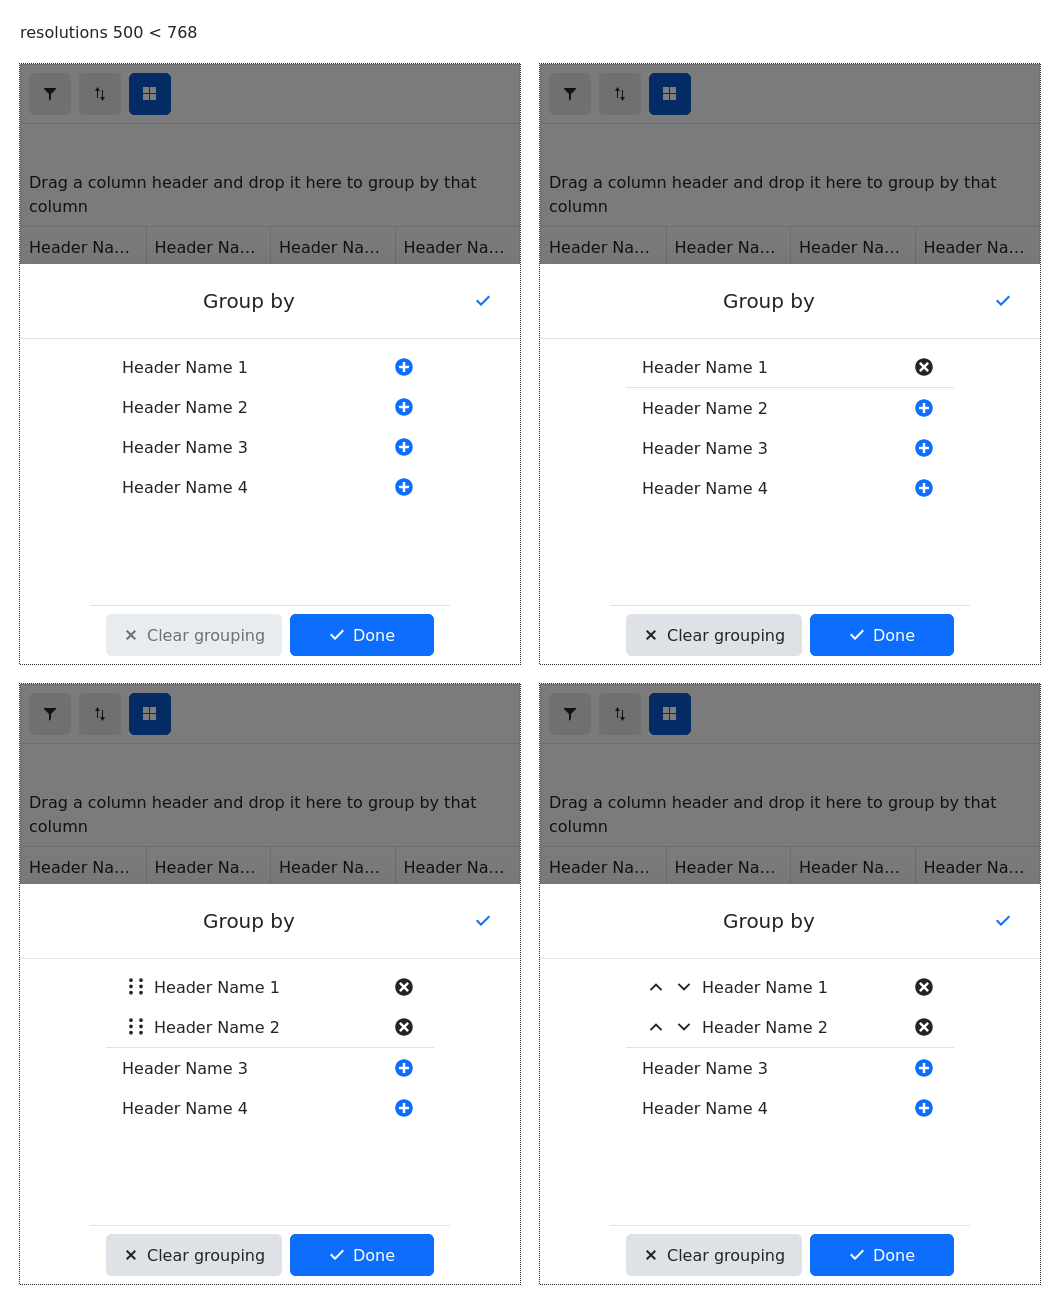 resolutions 500 < 768
Drag a column header and drop it here to group by that
column
Header Na... Header Na... Header Na... Header Na...
Group by
Header Name 1
Header Name 2
Header Name 3
Header Name 4
Clear grouping Done
Drag a column header and drop it here to group by that
column
Header Na... Header Na... Header Na... Header Na...
Group by
Header Name 1
Header Name 2
Header Name 3
Header Name 4
Clear grouping Done
Drag a column header and drop it here to group by that
column
Header Na... Header Na... Header Na... Header Na...
Group by
Header Name 1
Header Name 2
Header Name 3
Header Name 4
Clear grouping Done
Drag a column header and drop it here to group by that
column
Header Na... Header Na... Header Na... Header Na...
Group by
Header Name 1
Header Name 2
Header Name 3
Header Name 4
Clear grouping Done